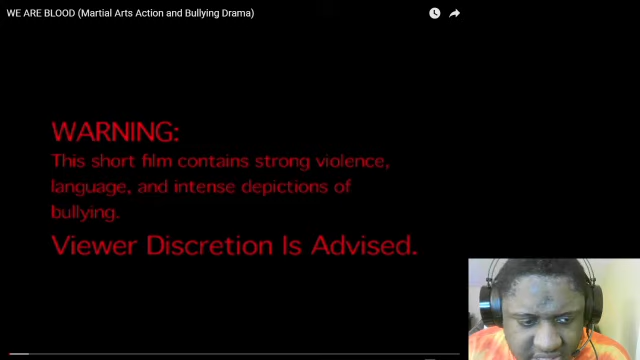 WE ARE BLOOD (Martial Arts Action and Bullying Drama)
WARNING:
This short film contains strong violence,
language, and intense depictions of
bullying.
Viewer Discretion Is Advised.